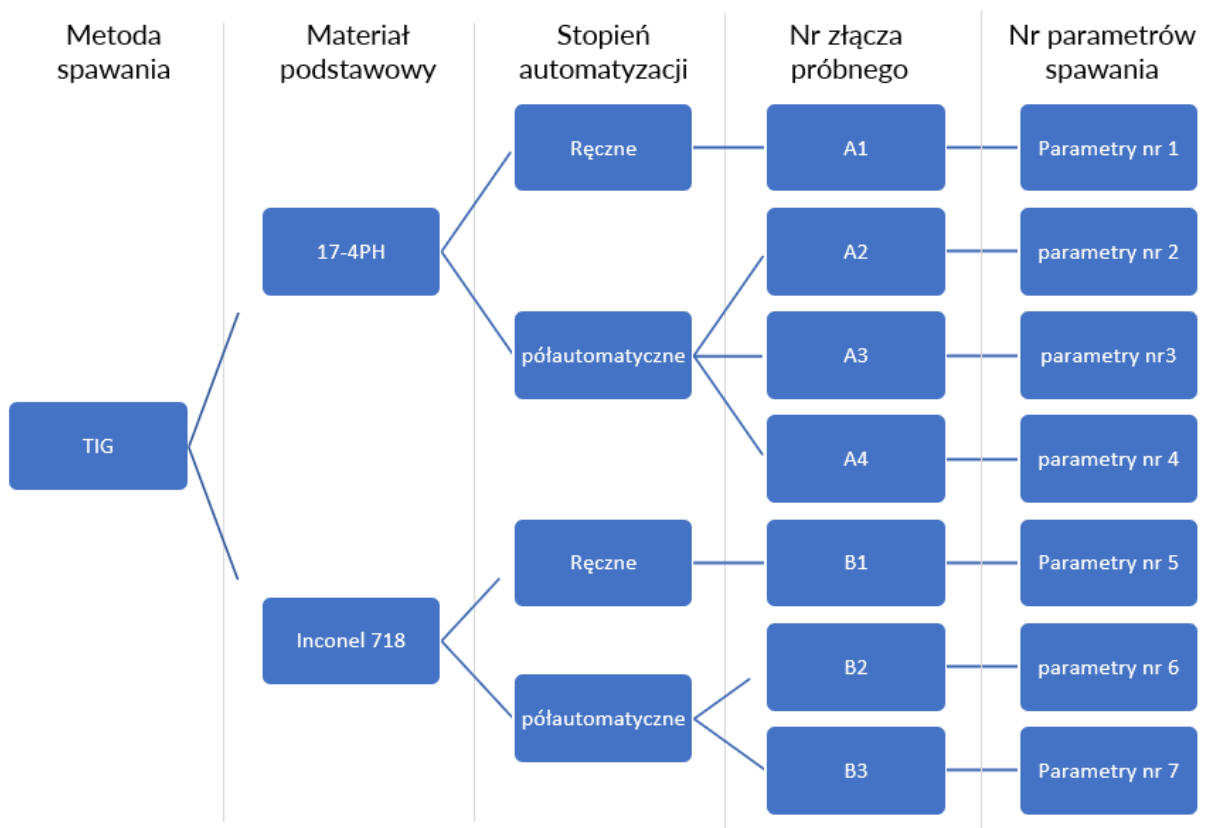 Metoda
spawania
Materiał
podstawowy
Stopień
automatyzacji
Nr złącza
próbnego
Nr parametrów
spawania
TIG
17-4PH
Ręczne
A1
Parametry nr 1
półautomatyczne
A2
parametry nr 2
A3
parametry nr3
A4
parametry nr 4
Inconel 718
Ręczne
B1
Parametry nr 5
półautomatyczne
B2
parametry nr 6
B3
Parametry nr 7